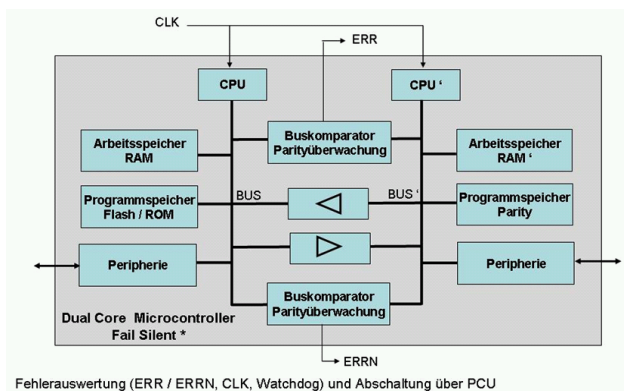 CLK
ERR
CPU
CPU ‘
Buskomparator
Parityüberwachung
Arbeitsspeicher
RAM
Arbeitsspeicher
RAM ‘
Programmspeicher
Flash / ROM
BUS
BUS ‘
Programmspeicher
Parity
Peripherie
Peripherie
Buskomparator
Parityüberwachung
Dual Core Microcontroller
Fail Silent *
ERRN
Fehlerauswertung (ERR / ERRN, CLK, Watchdog) und Abschaltung über PCU